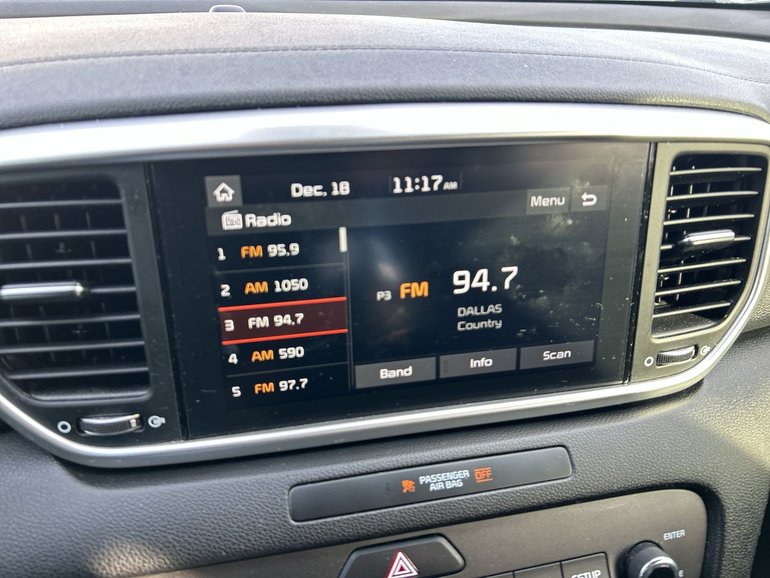 Dec. 18 11:17 AM
Menu
Radio
1 FM 95.9
2 AM 1050
3 FM 94.7
4 AM 590
5 FM 97.7
P3 FM 94.7
DALLAS
Country
Band Info Scan
PASSENGER
AIR BAG OFF
ENTER
SETUP